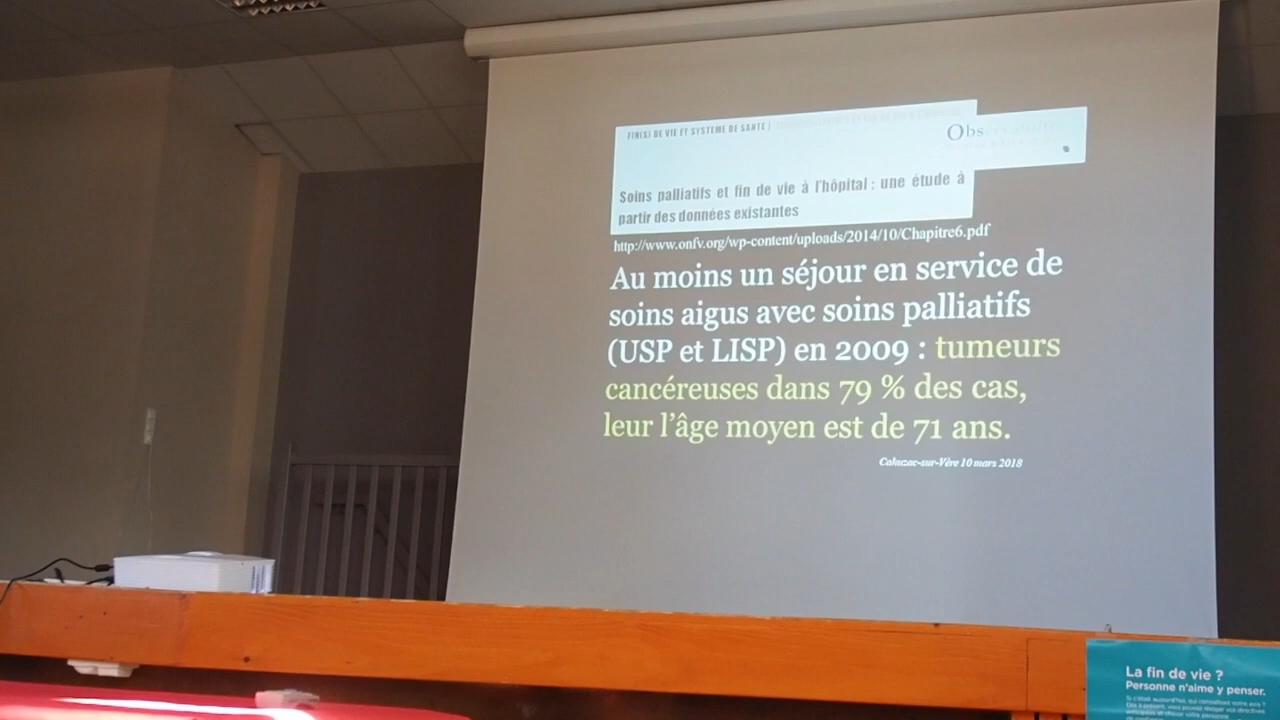 FIN(S) DE VIE ET SYSTEME DE SANTE |
Obs
Soins palliatifs et fin de vie à l'hôpital : une étude à
partir des données existantes
http://www.onfv.org/wp-content/uploads/2014/10/Chapitre6.pdf
Au moins un séjour en service de
soins aigus avec soins palliatifs
(USP et LISP) en 2009 : tumeurs
cancéreuses dans 79 % des cas,
leur l'âge moyen est de 71 ans.
Cahuzac-sur-Vère 10 mars 2018
La fin de vie ?
Personne n'aime y penser.